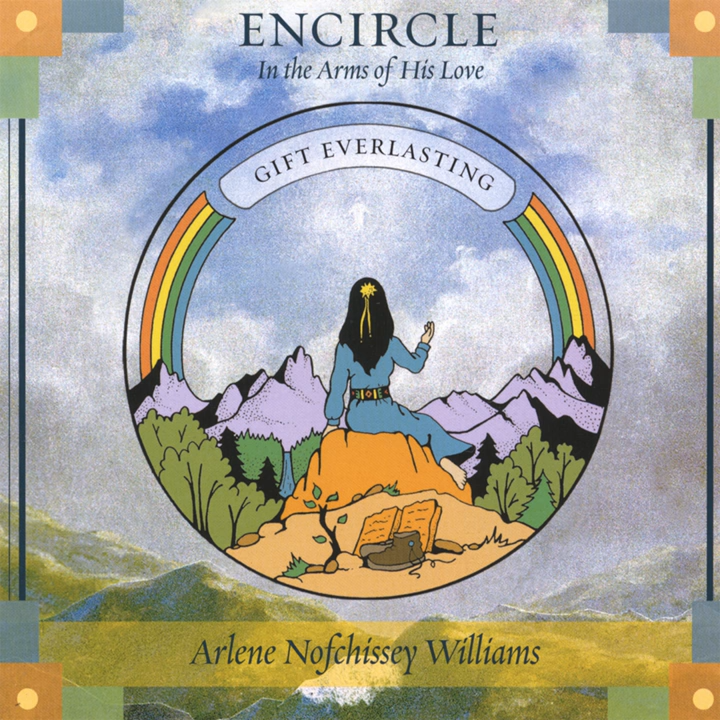 ENCIRCLE
In the Arms of His Love
GIFT EVERLASTING
Arlene Nofchissey Williams